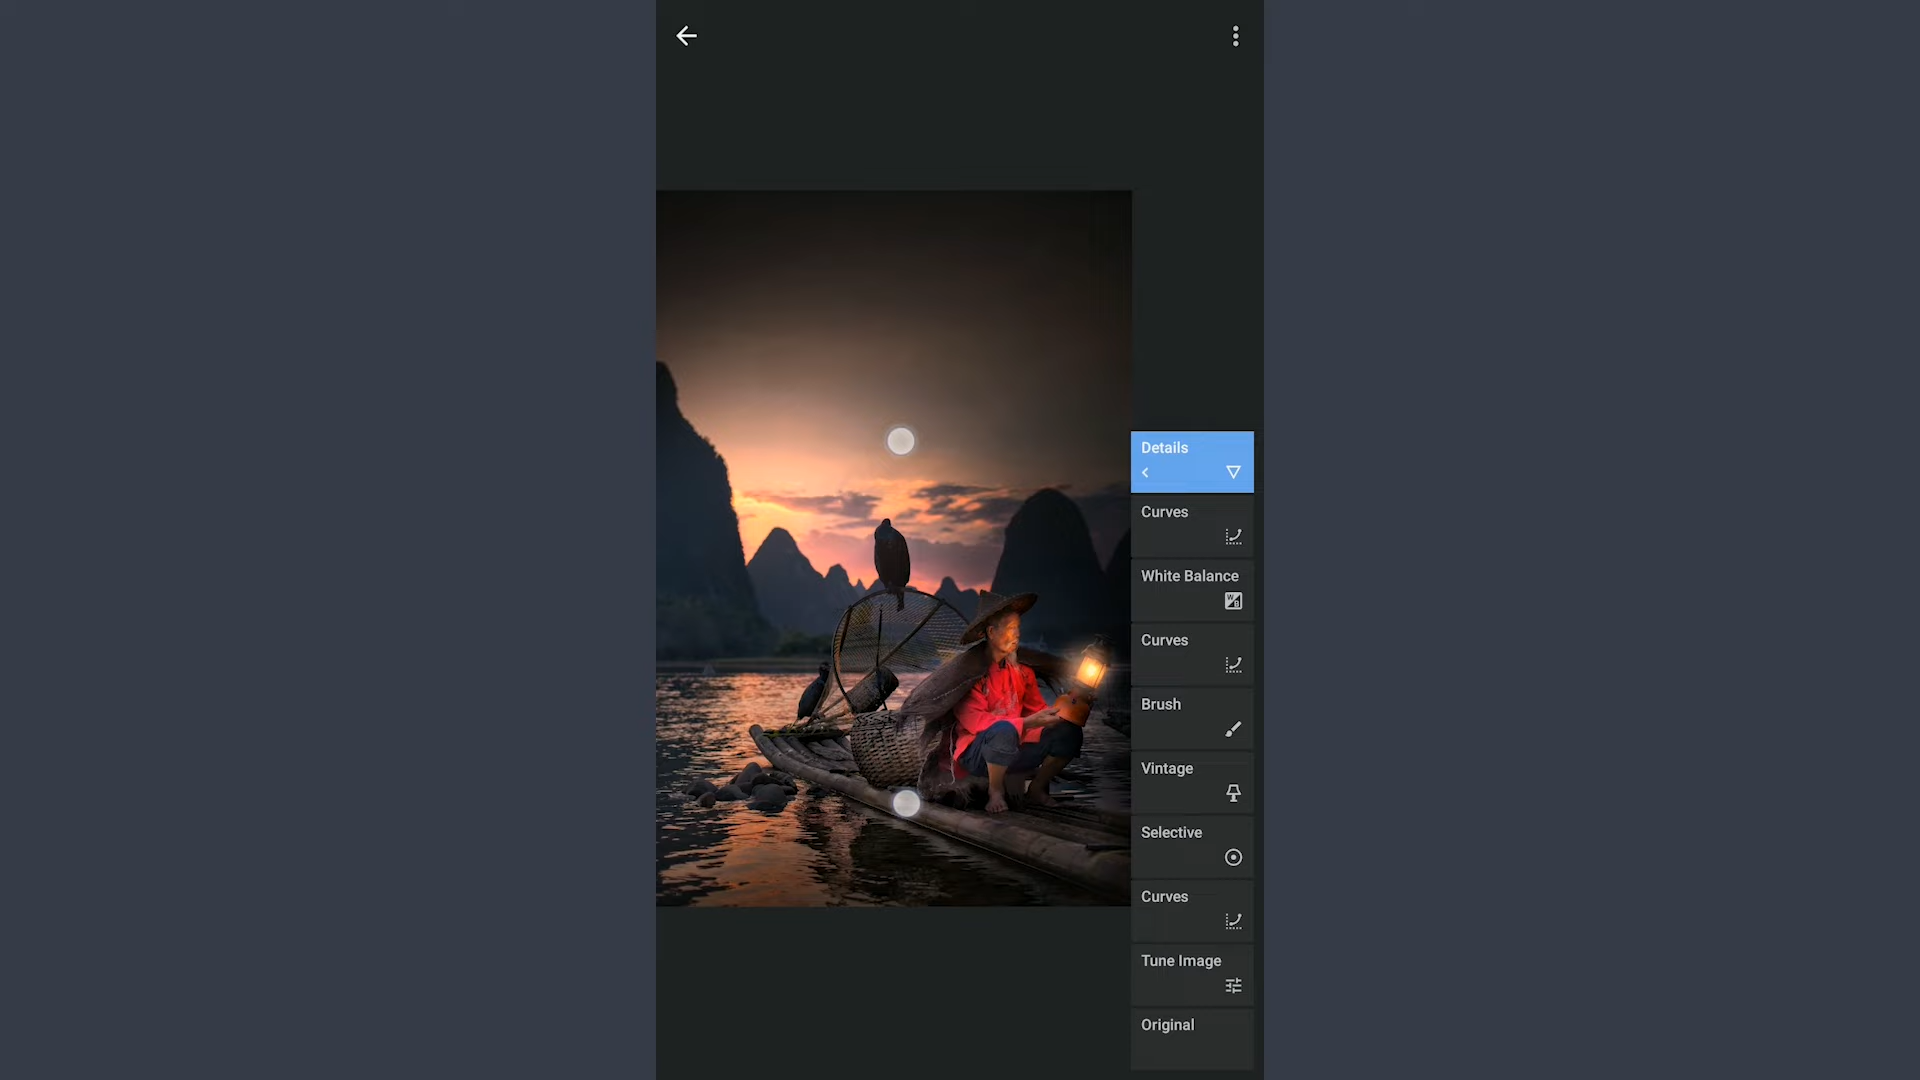 Details
Curves
White Balance
Curves
Brush
Vintage
Selective
Curves
Tune Image
Original